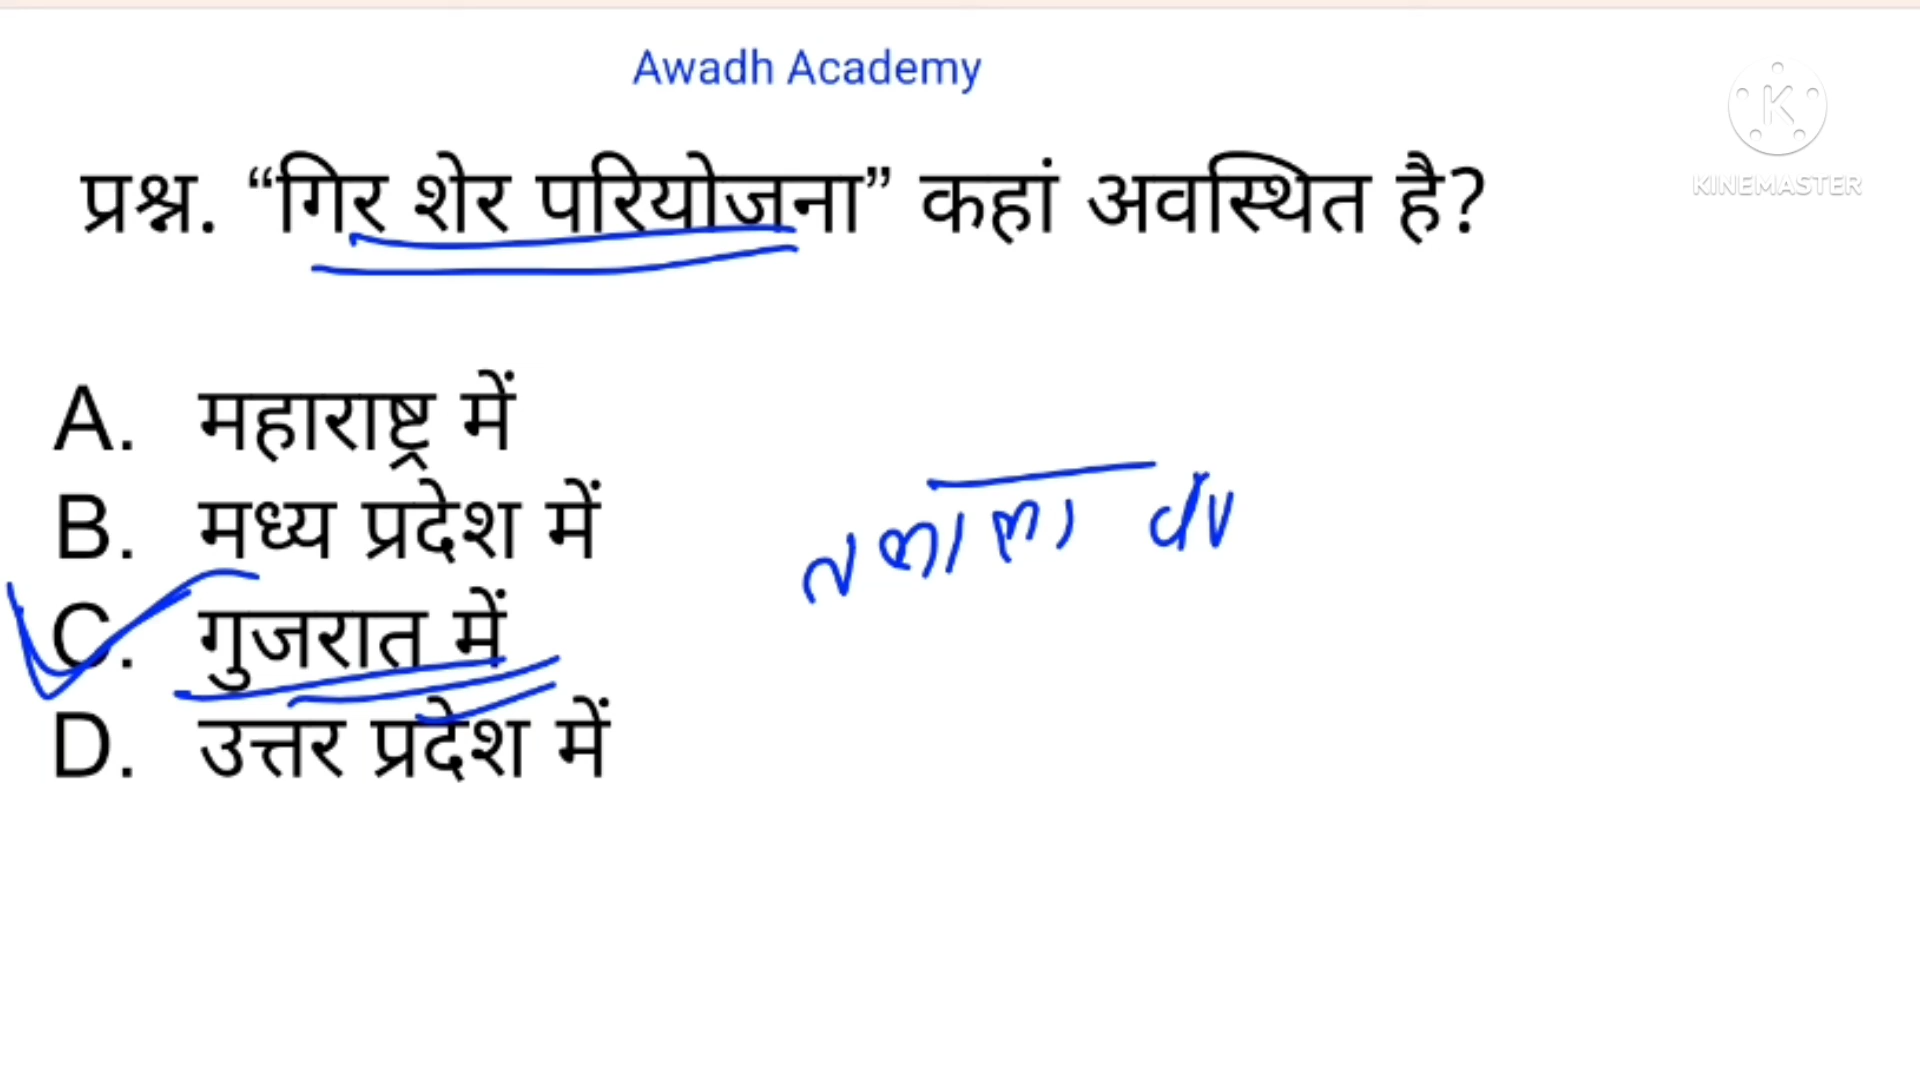 Awadh Academy
KINEMASTER
प्रश्न. “गिर शेर परियोजना” कहां अवस्थित है?
A. महाराष्ट्र में
B. मध्य प्रदेश में
C. गुजरात में
D. उत्तर प्रदेश में